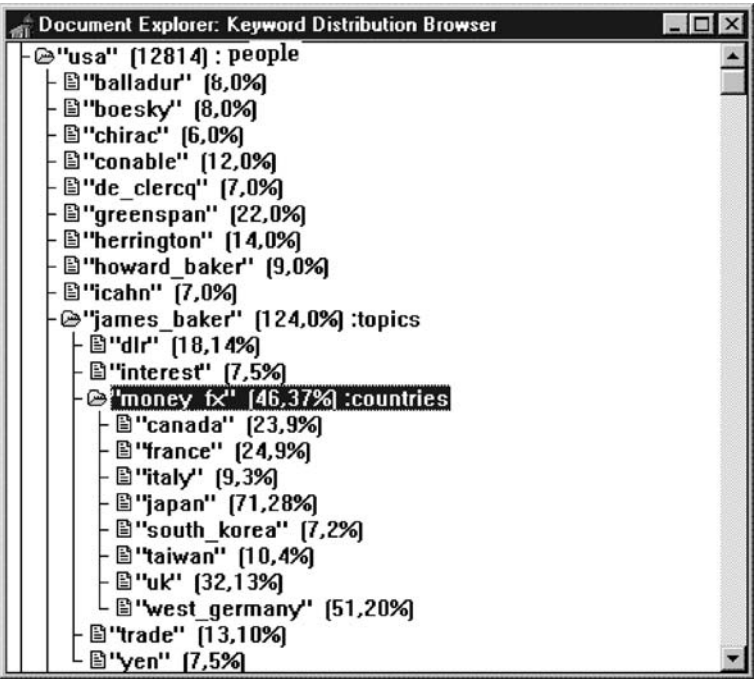 Document Explorer: Keyword Distribution Browser
"usa" (12814) : people
"balladur" (8,0%)
"boesky" (8,0%)
"chirac" (6,0%)
"conable" (12,0%)
"de_clercq" (7,0%)
"greenspan" (22,0%)
"herrington" (14,0%)
"howard_baker" (9,0%)
"icahn" (7,0%)
"james_baker" (124,0%) :topics
"dlr" (18,14%)
"interest" (7,5%)
"money_fx" (46,37%) :countries
"canada" (23,9%)
"france" (24,9%)
"italy" (9,3%)
"japan" (71,28%)
"south_korea" (7,2%)
"taiwan" (10,4%)
"uk" (32,13%)
"west_germany" (51,20%)
"trade" (13,10%)
"yen" (7,5%)